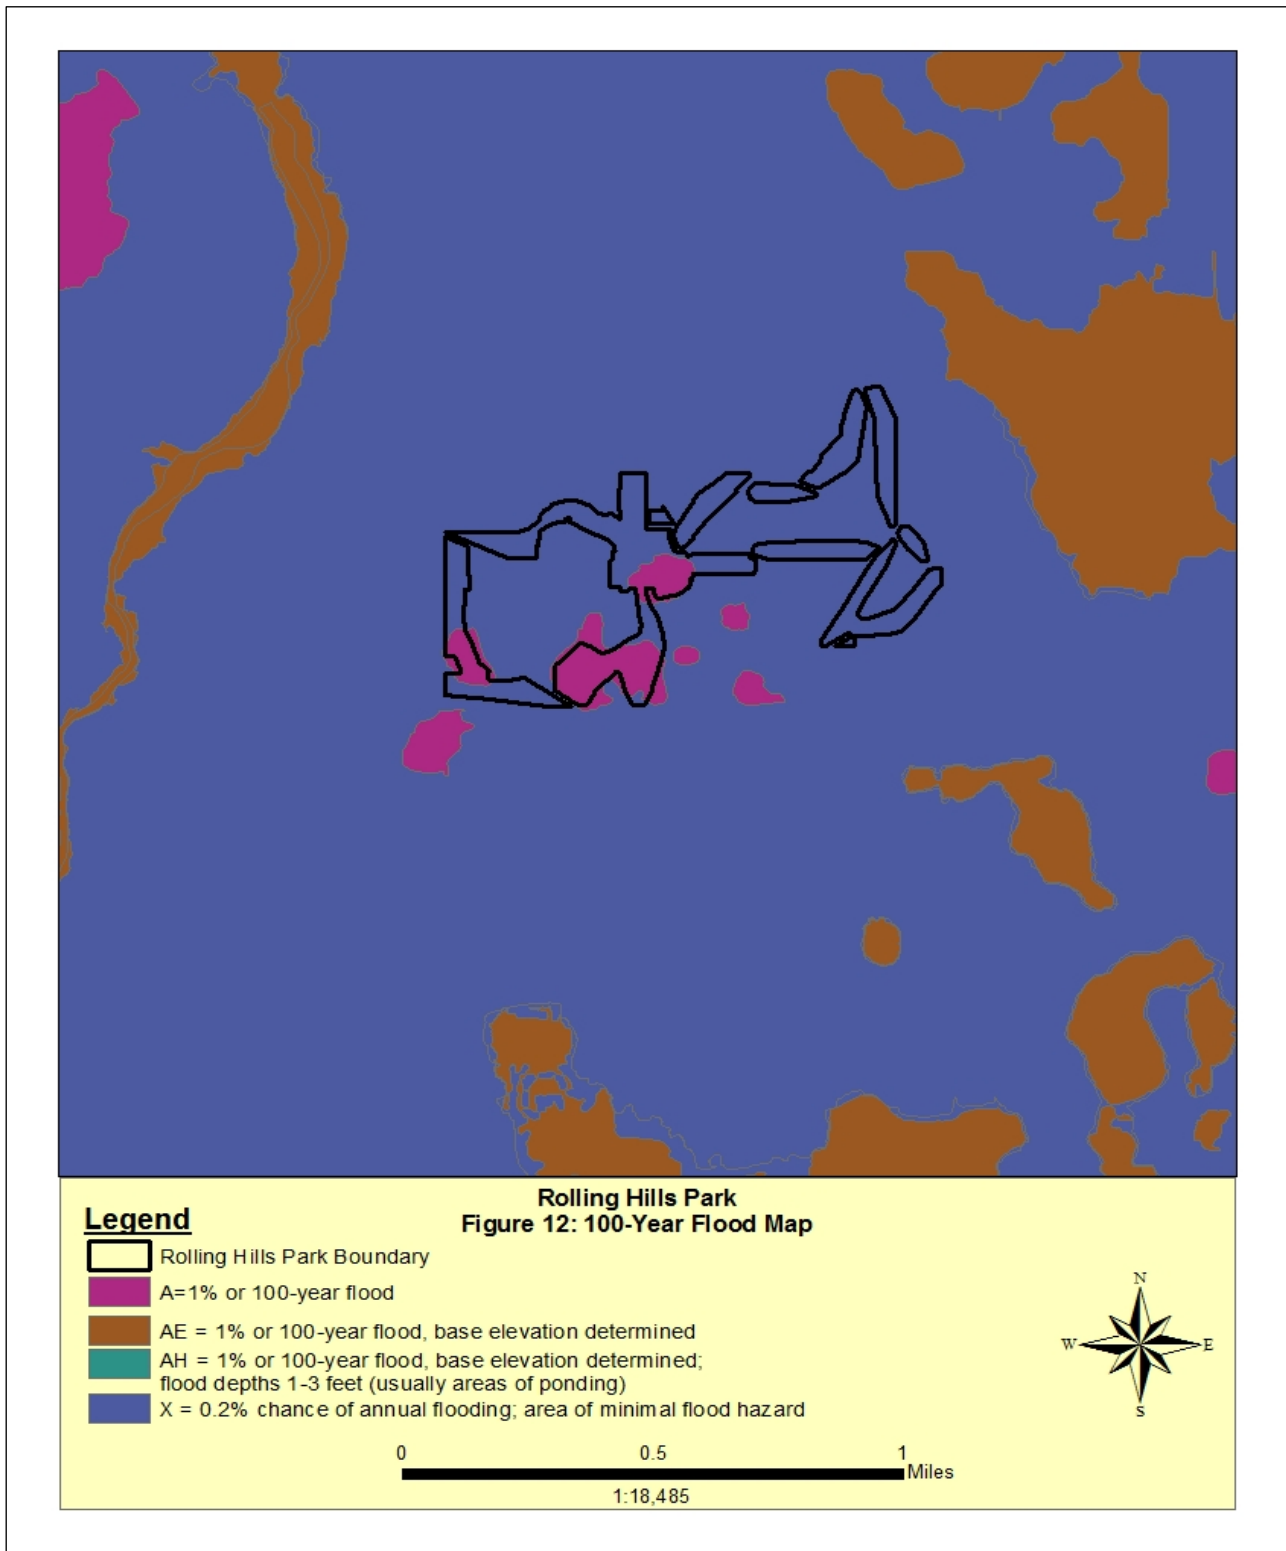 Rolling Hills Park
Figure 12: 100-Year Flood Map
Legend
Rolling Hills Park Boundary
A=1% or 100-year flood
AE = 1% or 100-year flood, base elevation determined
AH = 1% or 100-year flood, base elevation determined;
flood depths 1-3 feet (usually areas of ponding)
X = 0.2% chance of annual flooding; area of minimal flood hazard
N
W E
S
0 0.5 1
Miles
1:18,485